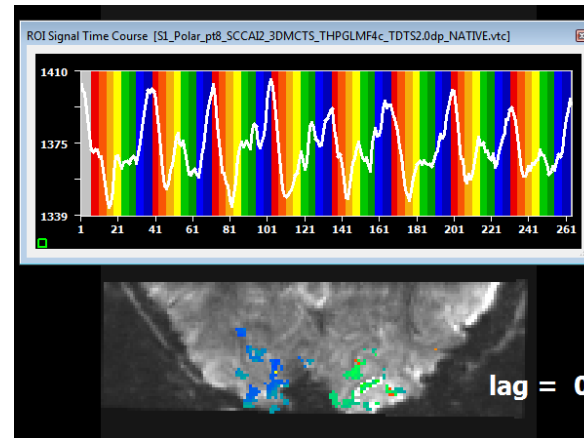 ROI Signal Time Course [S1_Polar_pt8_SCCAI2_3DMCTS_THPGLMF4c_TDTS2.0dp_NATIVE.vtc]
1410
1375
1339
1 21 41 61 81 101 121 141 161 181 201 221 241 261
lag = 0